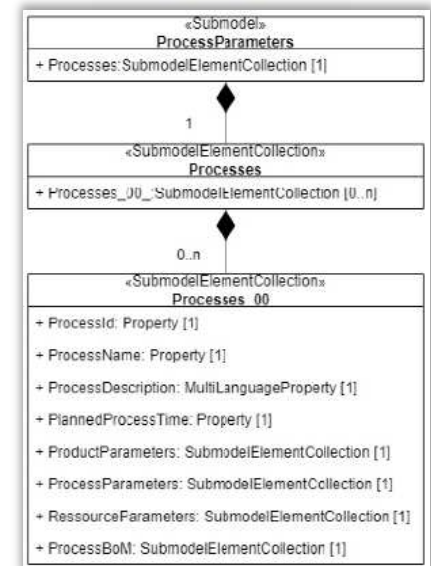 «Submodel»
ProcessParameters
+ Processes:SubmodelElementCollection [1]
1
«SubmodelElementCollection»
Processes
+ Processes_00_:SubmodelElementCollection [0..n]
0..n
«SubmodelElementCollection»
Processes_00
+ ProcessId: Property [1]
+ ProcessName: Property [1]
+ ProcessDescription: MultiLanguageProperty [1]
+ PlannedProcessTime: Property [1]
+ ProductParameters: SubmodelElementCollection [1]
+ ProcessParameters: SubmodelElementCollection [1]
+ RessourceParameters: SubmodelElementCollection [1]
+ ProcessBoM: SubmodelElementCollection [1]